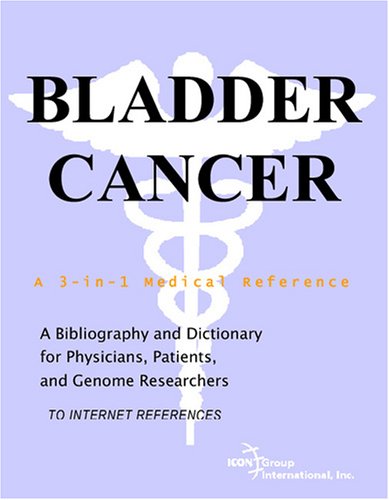 BLADDER
CANCER
A 3-in-1 Medical Reference
A Bibliography and Dictionary
for Physicians, Patients,
and Genome Researchers
TO INTERNET REFERENCES
ICON Group
International, Inc.